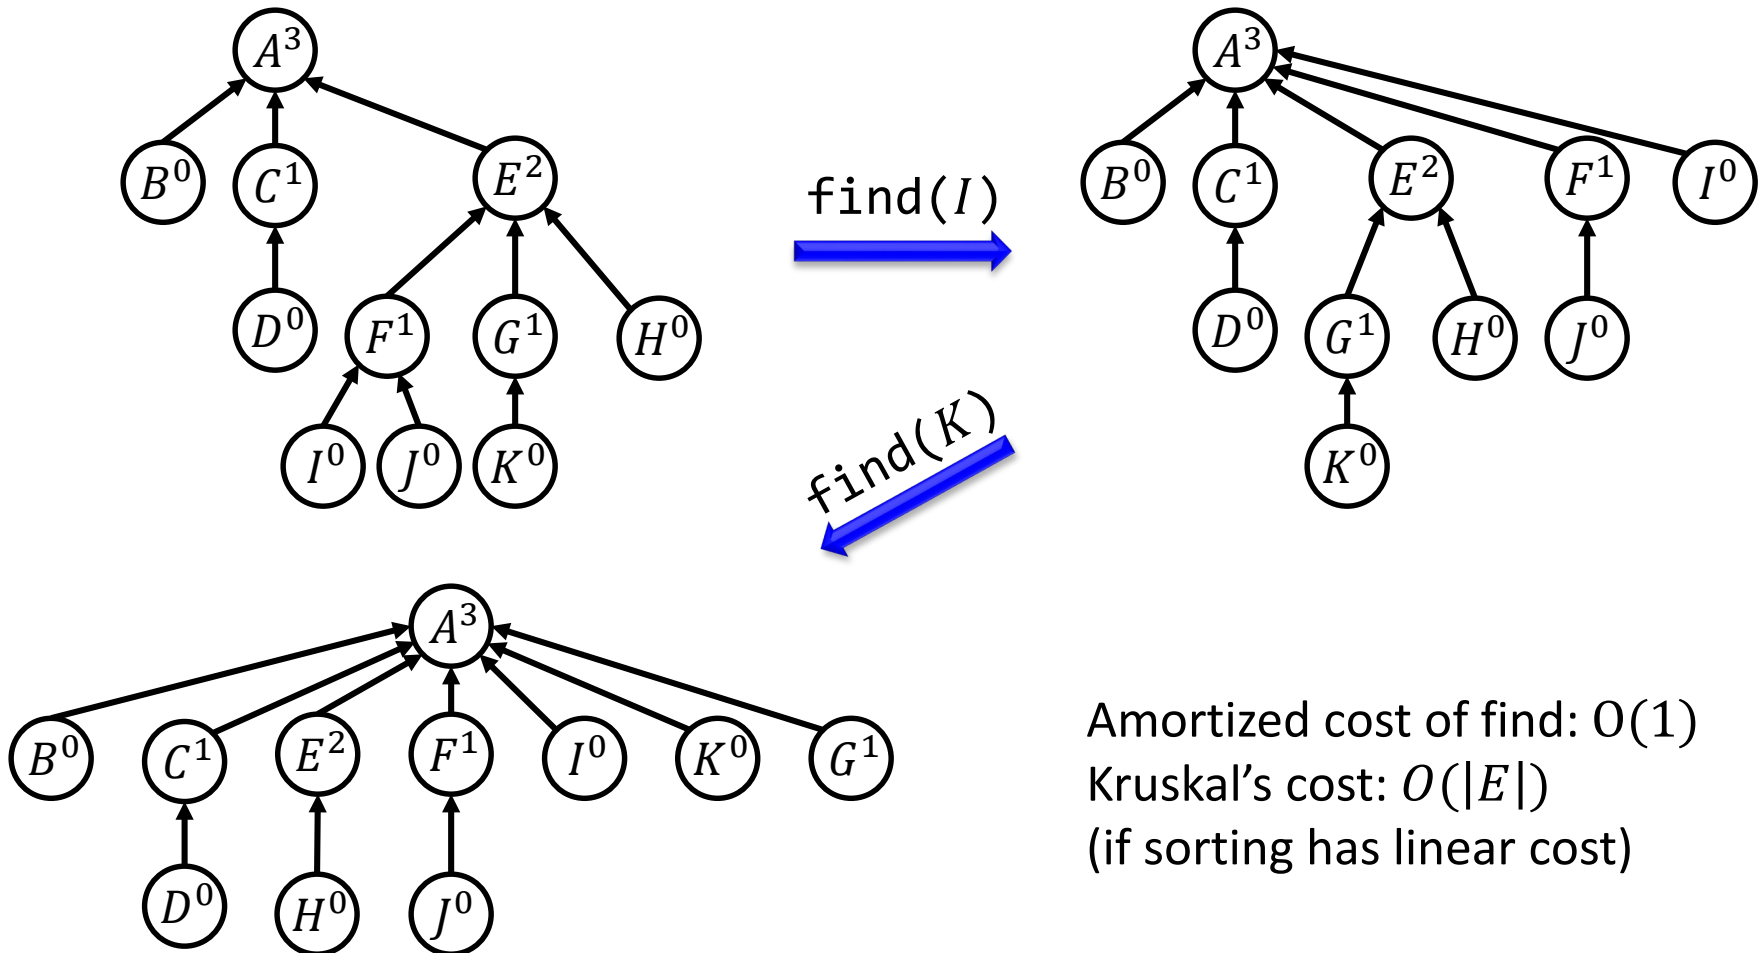 A³
B⁰ C¹ E²
D⁰ F¹ G¹ H⁰
I⁰ J⁰ K⁰
find(I)
A³
B⁰ C¹ E² F¹ I⁰
D⁰ G¹ H⁰ J⁰
K⁰
find(K)
A³
B⁰ C¹ E² F¹ I⁰ K⁰ G¹
D⁰ H⁰ J⁰
Amortized cost of find: O(1)
Kruskal’s cost: O(|E|)
(if sorting has linear cost)